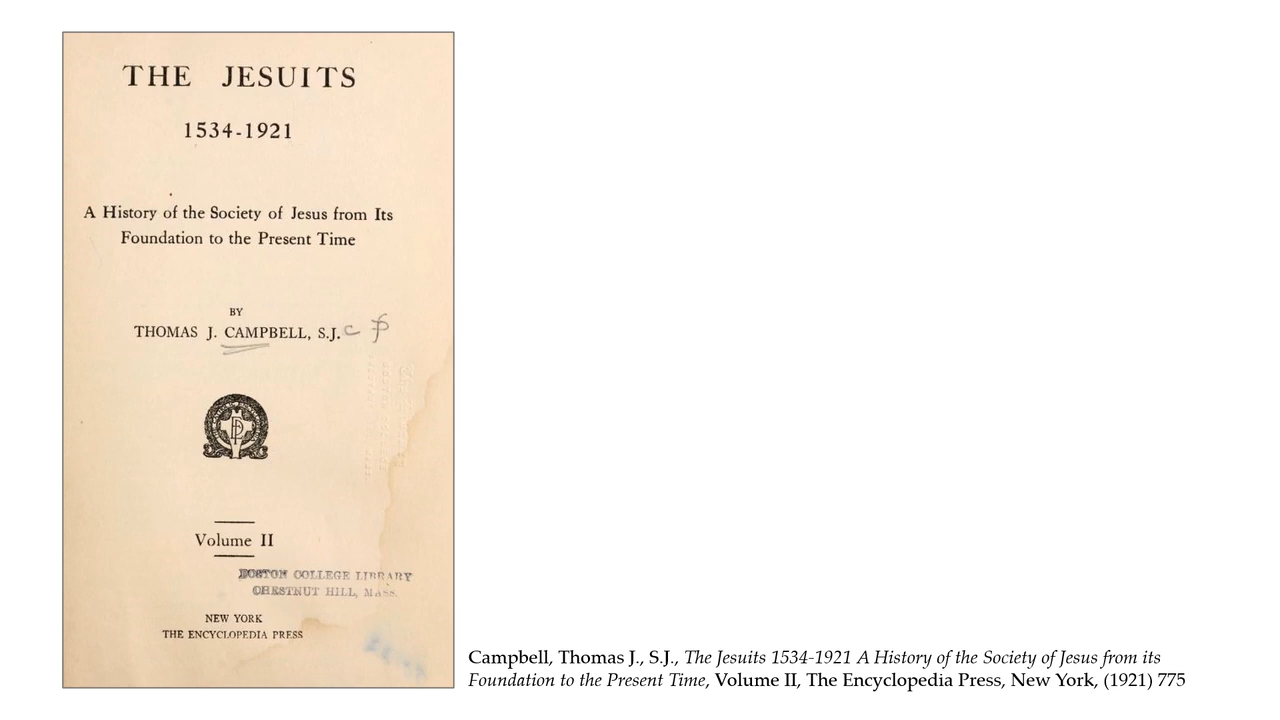 THE JESUITS
1534-1921
A History of the Society of Jesus from Its
Foundation to the Present Time
BY
THOMAS J. CAMPBELL, S.J.
Volume II
BOSTON COLLEGE LIBRARY
CHESTNUT HILL, MASS.
NEW YORK
THE ENCYCLOPEDIA PRESS
Campbell, Thomas J., S.J., The Jesuits 1534-1921 A History of the Society of Jesus from its
Foundation to the Present Time, Volume II, The Encyclopedia Press, New York, (1921) 775